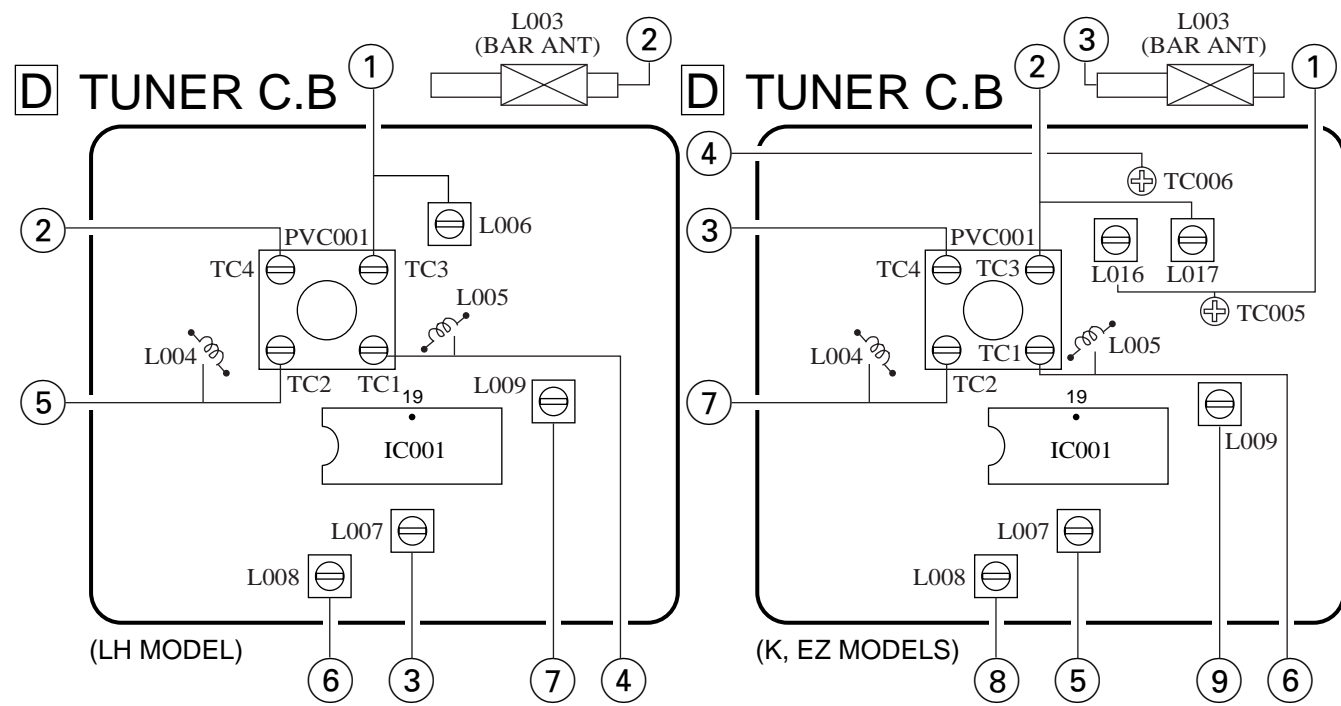 L003
(BAR ANT)
2
1
D TUNER C.B
2
PVC001
L006
TC4
TC3
L005
L004
TC2
TC1
L009
5
19
IC001
L007
L008
(LH MODEL)
6
3
7
4
L003
(BAR ANT)
3
2
1
D TUNER C.B
4
TC006
3
PVC001
TC4
TC3
L016
L017
TC005
L004
TC1
L005
TC2
7
19
L009
IC001
L007
L008
(K, EZ MODELS)
8
5
9
6